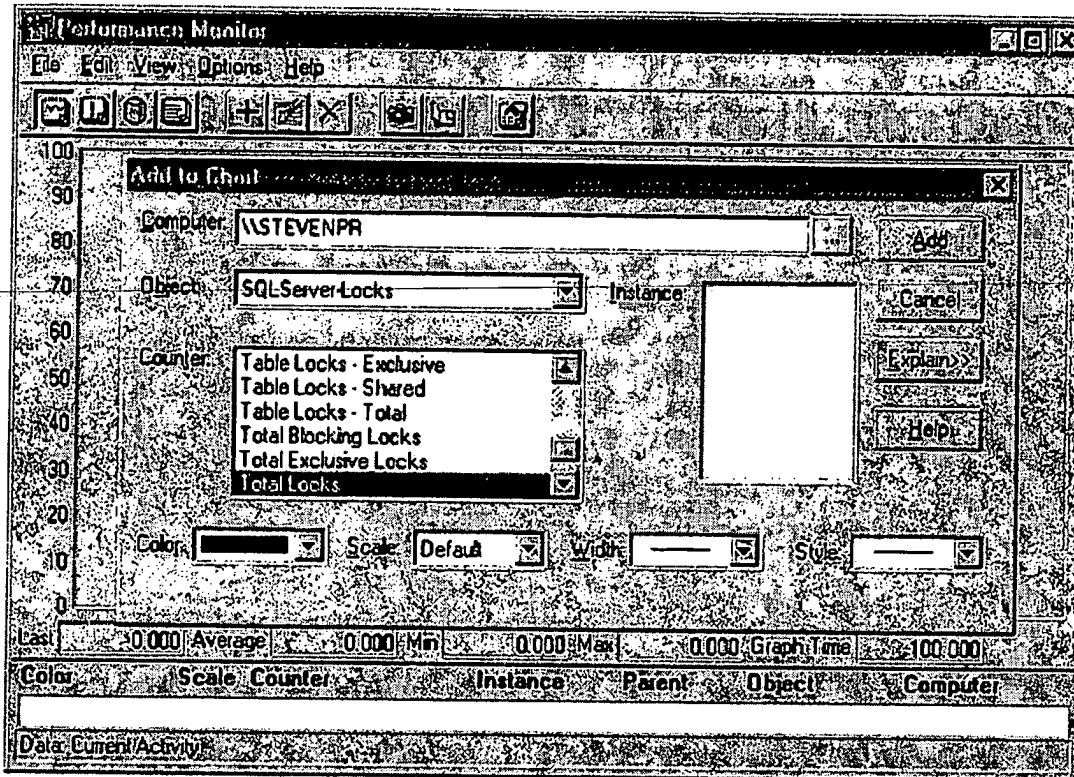 Performance Monitor
File Edit View Options Help
100
90
80
70
60
50
40
30
20
10
0
Add to Chart
Computer: \\STEVENPR
...
Add
Object: SQLServer-Locks
Instance:
Cancel
Counter:
Table Locks - Exclusive
Table Locks - Shared
Table Locks - Total
Total Blocking Locks
Total Exclusive Locks
Total Locks
Explain>>
Help
Color:
Scale: Default
Width:
Style:
Last 0.000 Average 0.000 Min 0.000 Max 0.000 Graph Time 100.000
Color Scale Counter Instance Parent Object Computer
Data: Current Activity